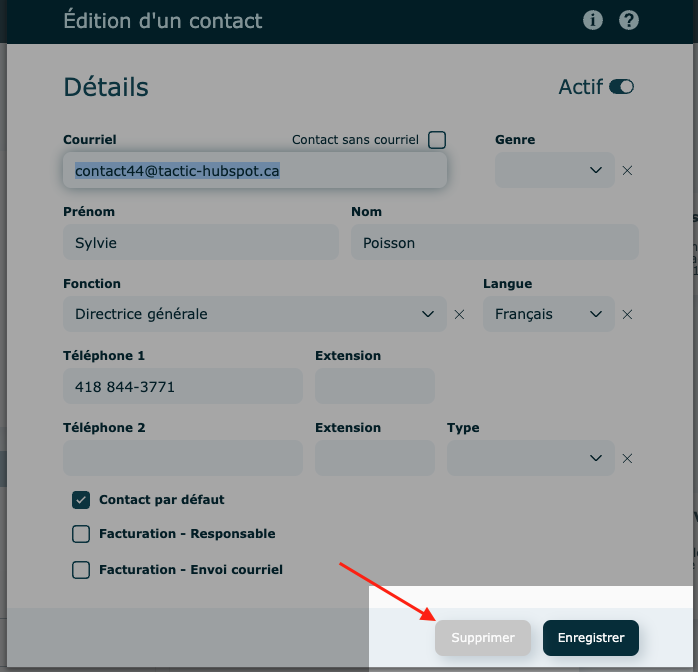 Édition d'un contact
Détails
Actif
Courriel
Contact sans courriel
Genre
contact44@tactic-hubspot.ca
Prénom
Nom
Sylvie
Poisson
Fonction
Langue
Directrice générale
Français
Téléphone 1
Extension
418 844-3771
Téléphone 2
Extension
Type
Contact par défaut
Facturation - Responsable
Facturation - Envoi courriel
Supprimer
Enregistrer